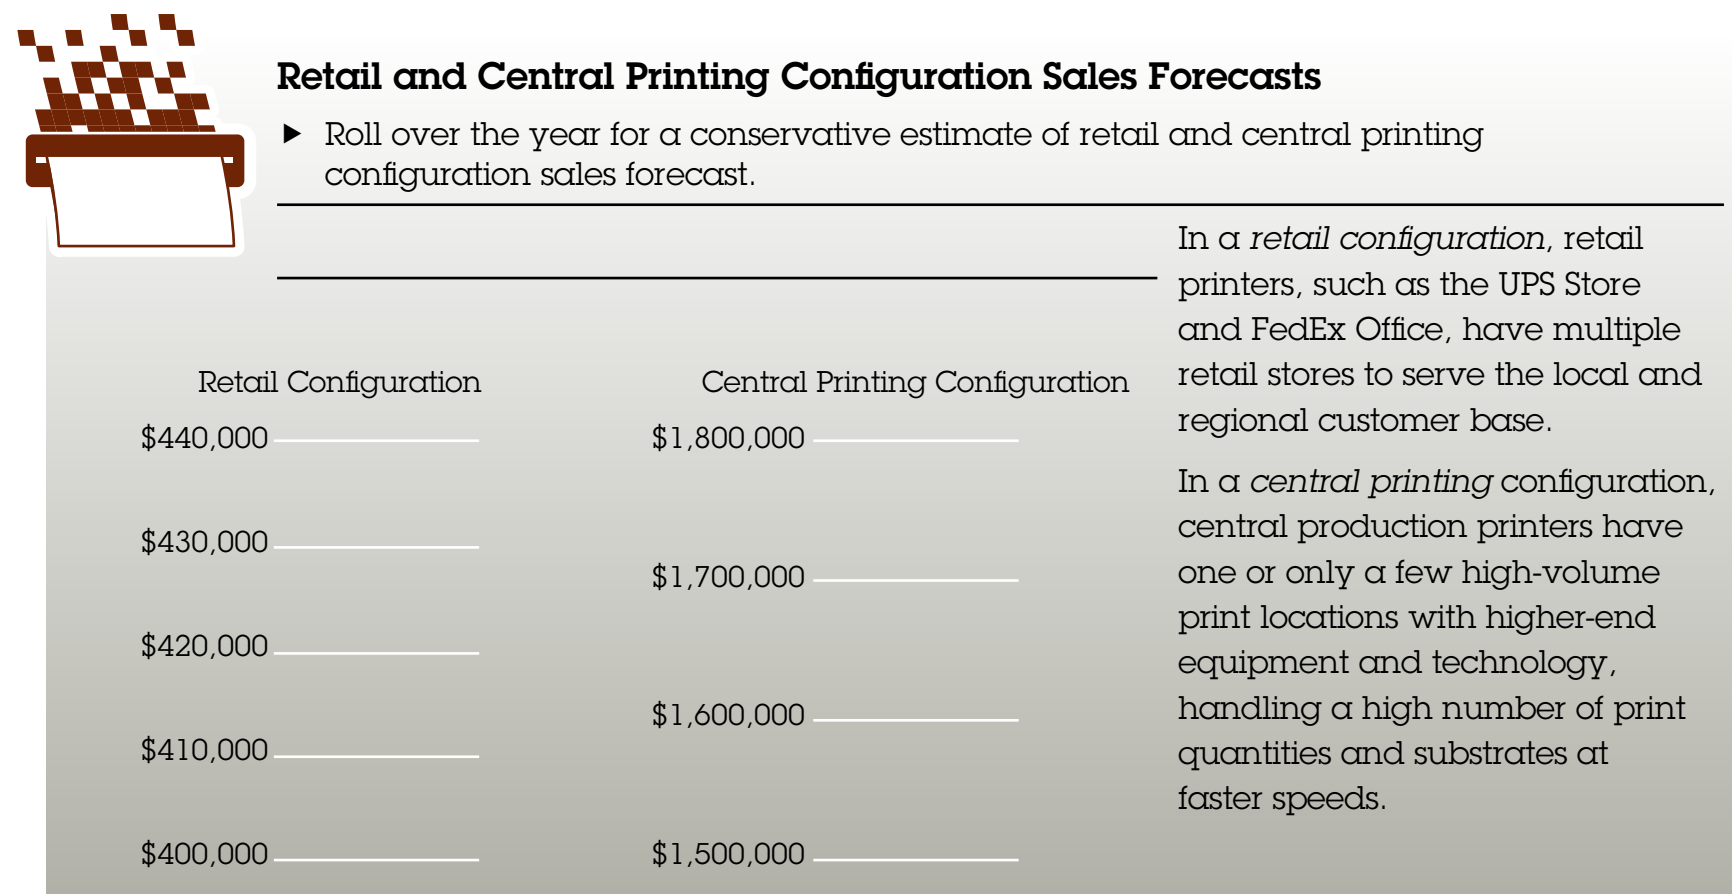 Retail and Central Printing Configuration Sales Forecasts
▶ Roll over the year for a conservative estimate of retail and central printing
configuration sales forecast.
Retail Configuration
$440,000
$430,000
$420,000
$410,000
$400,000
Central Printing Configuration
$1,800,000
$1,700,000
$1,600,000
$1,500,000
In a retail configuration, retail
printers, such as the UPS Store
and FedEx Office, have multiple
retail stores to serve the local and
regional customer base.
In a central printing configuration,
central production printers have
one or only a few high-volume
print locations with higher-end
equipment and technology,
handling a high number of print
quantities and substrates at
faster speeds.